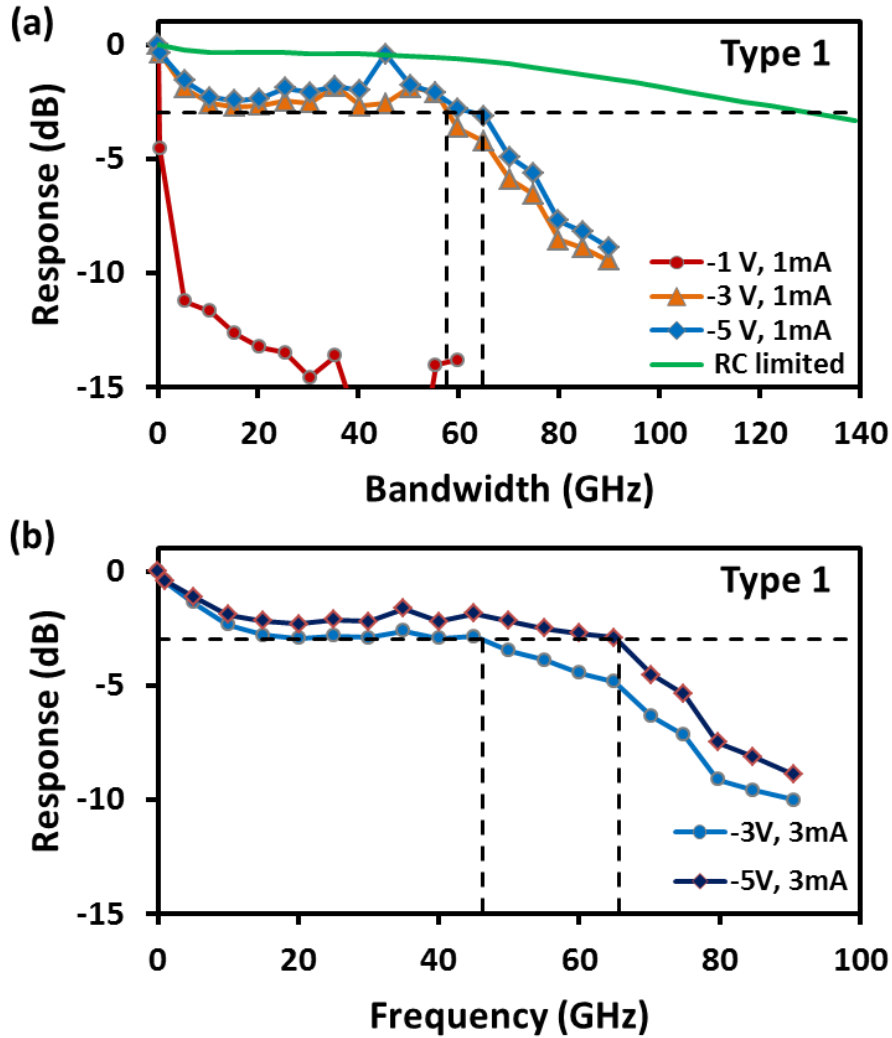 (a)
Type 1
Response (dB)
0
-5
-10
-15
-1 V, 1mA
-3 V, 1mA
-5 V, 1mA
RC limited
0 20 40 60 80 100 120 140
Bandwidth (GHz)
(b)
Type 1
Response (dB)
0
-5
-10
-15
-3V, 3mA
-5V, 3mA
0 20 40 60 80 100
Frequency (GHz)